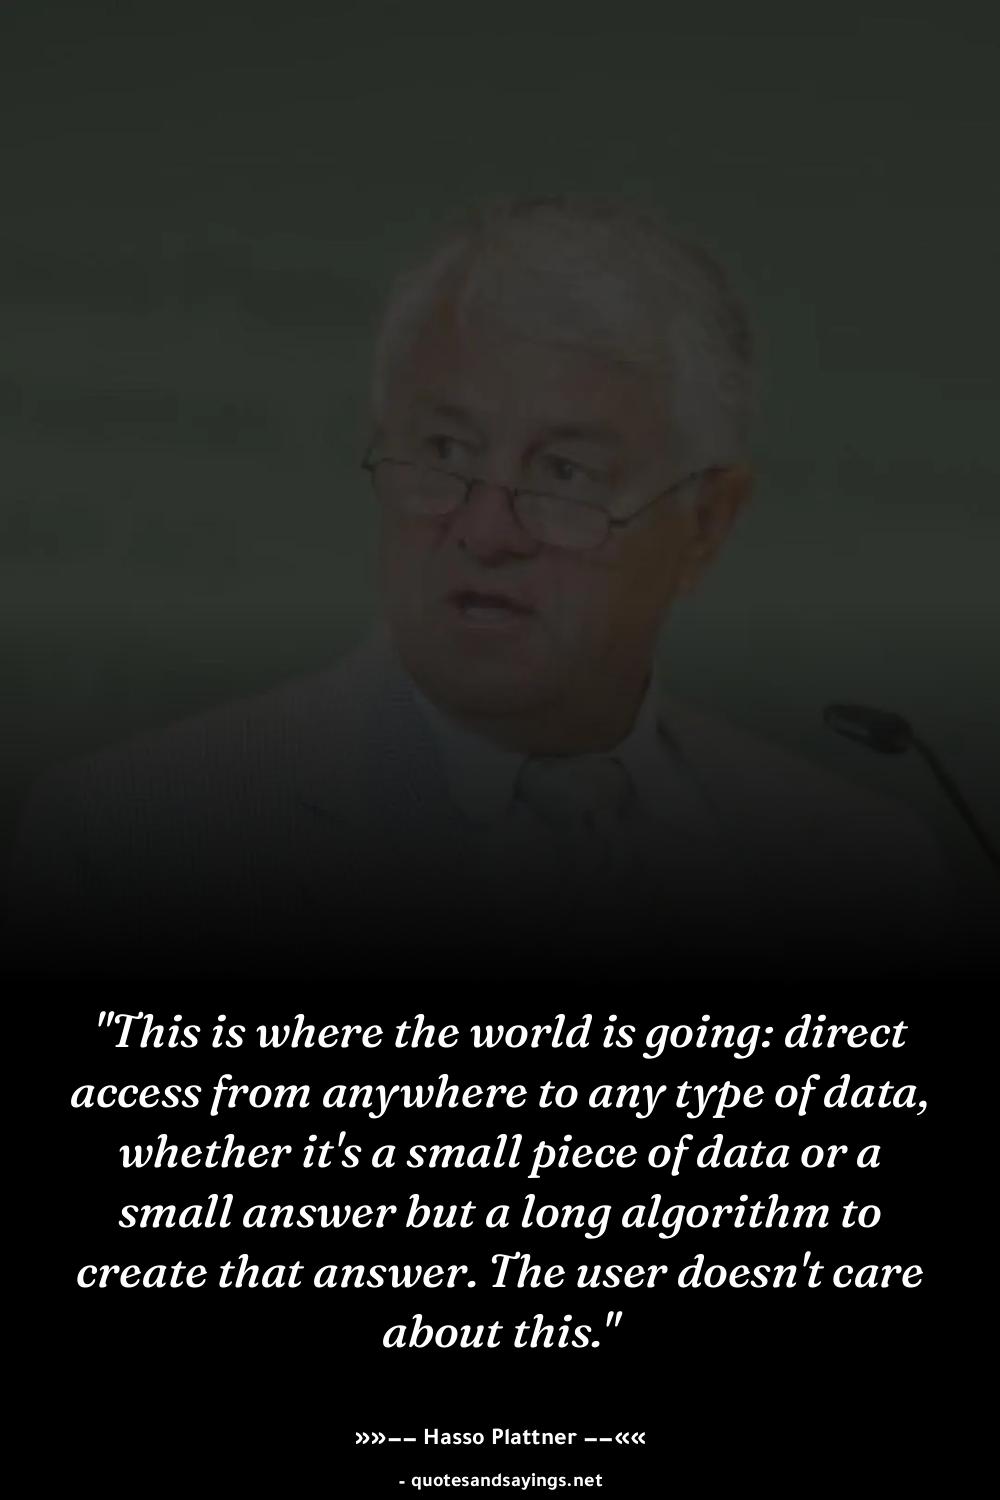 "This is where the world is going: direct
access from anywhere to any type of data,
whether it's a small piece of data or a
small answer but a long algorithm to
create that answer. The user doesn't care
about this."
»»–– Hasso Plattner ––««
- quotesandsayings.net